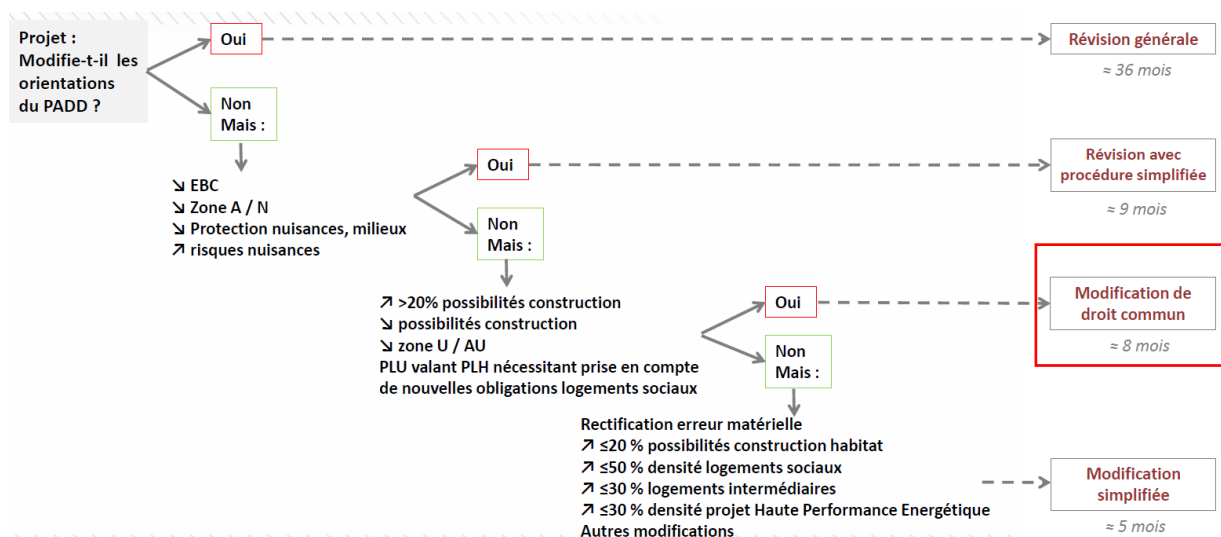 Projet :
Modifie-t-il les
orientations
du PADD ?
Oui
Révision générale
≈ 36 mois
Non
Mais :
↘ EBC
↘ Zone A / N
↘ Protection nuisances, milieux
↗ risques nuisances
Oui
Révision avec
procédure simplifiée
≈ 9 mois
Non
Mais :
↗ >20% possibilités construction
↘ possibilités construction
↘ zone U / AU
PLU valant PLH nécessitant prise en compte
de nouvelles obligations logements sociaux
Oui
Modification de
droit commun
≈ 8 mois
Non
Mais :
Rectification erreur matérielle
↗ ≤20 % possibilités construction habitat
↗ ≤50 % densité logements sociaux
↗ ≤30 % logements intermédiaires
↗ ≤30 % densité projet Haute Performance Energétique
Autres modifications
Modification
simplifiée
≈ 5 mois